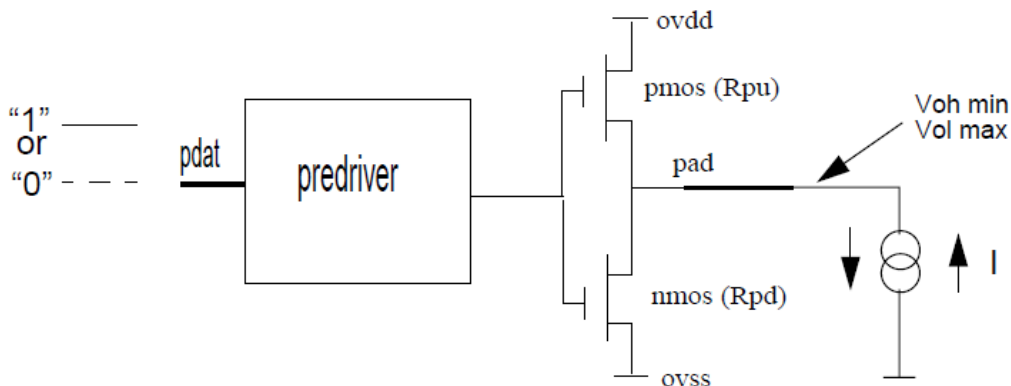 ovdd
pmos (Rpu)
“1”
or
“0”
pdat
predriver
pad
Voh min
Vol max
I
nmos (Rpd)
ovss